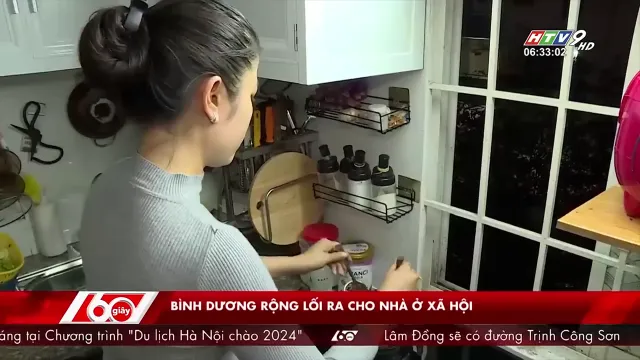 HTV9 HD
06:33:02
60 giây
BÌNH DƯƠNG RỘNG LỐI RA CHO NHÀ Ở XÃ HỘI
áng tại Chương trình "Du lịch Hà Nội chào 2024"
60
Lâm Đồng sẽ có đường Trịnh Công Sơn